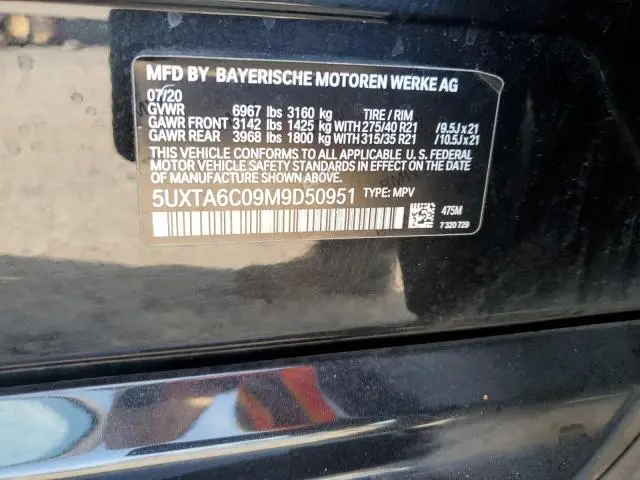 MFD BY BAYERISCHE MOTOREN WERKE AG
07/20
GVWR 6967 lbs 3160 kg TIRE / RIM
GAWR FRONT 3142 lbs 1425 kg WITH 275/40 R21 /9.5J x 21
GAWR REAR 3968 lbs 1800 kg WITH 315/35 R21 /10.5J x 21
THIS VEHICLE CONFORMS TO ALL APPLICABLE U. S. FEDERAL
MOTOR VEHICLE SAFETY STANDARDS IN EFFECT ON THE DATE
OF MANUFACTURE SHOWN ABOVE.
5UXTA6C09M9D50951 TYPE: MPV
475M
7 320 729